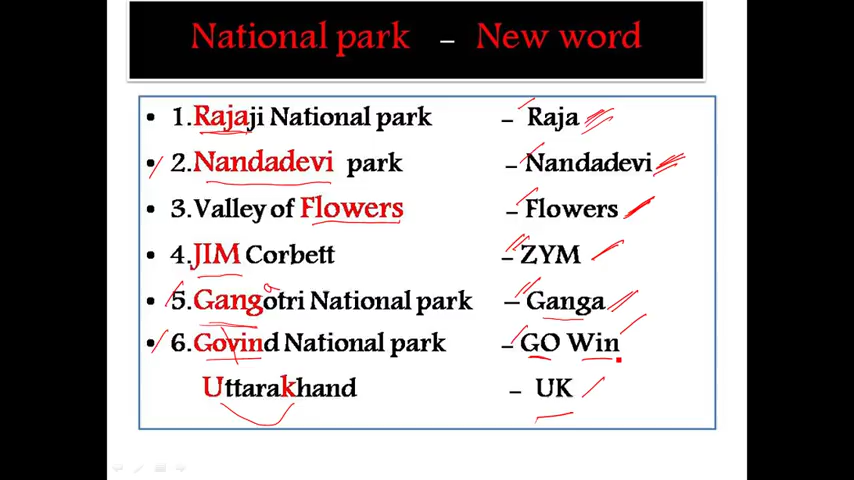 National park – New word
• 1.Rajaji National park – Raja
• 2.Nandadevi park – Nandadevi
• 3.Valley of Flowers – Flowers
• 4.JIM Corbett – ZYM
• 5.Gangotri National park – Ganga
a
• 6.Govind National park – GO Win
Uttarakhand – UK